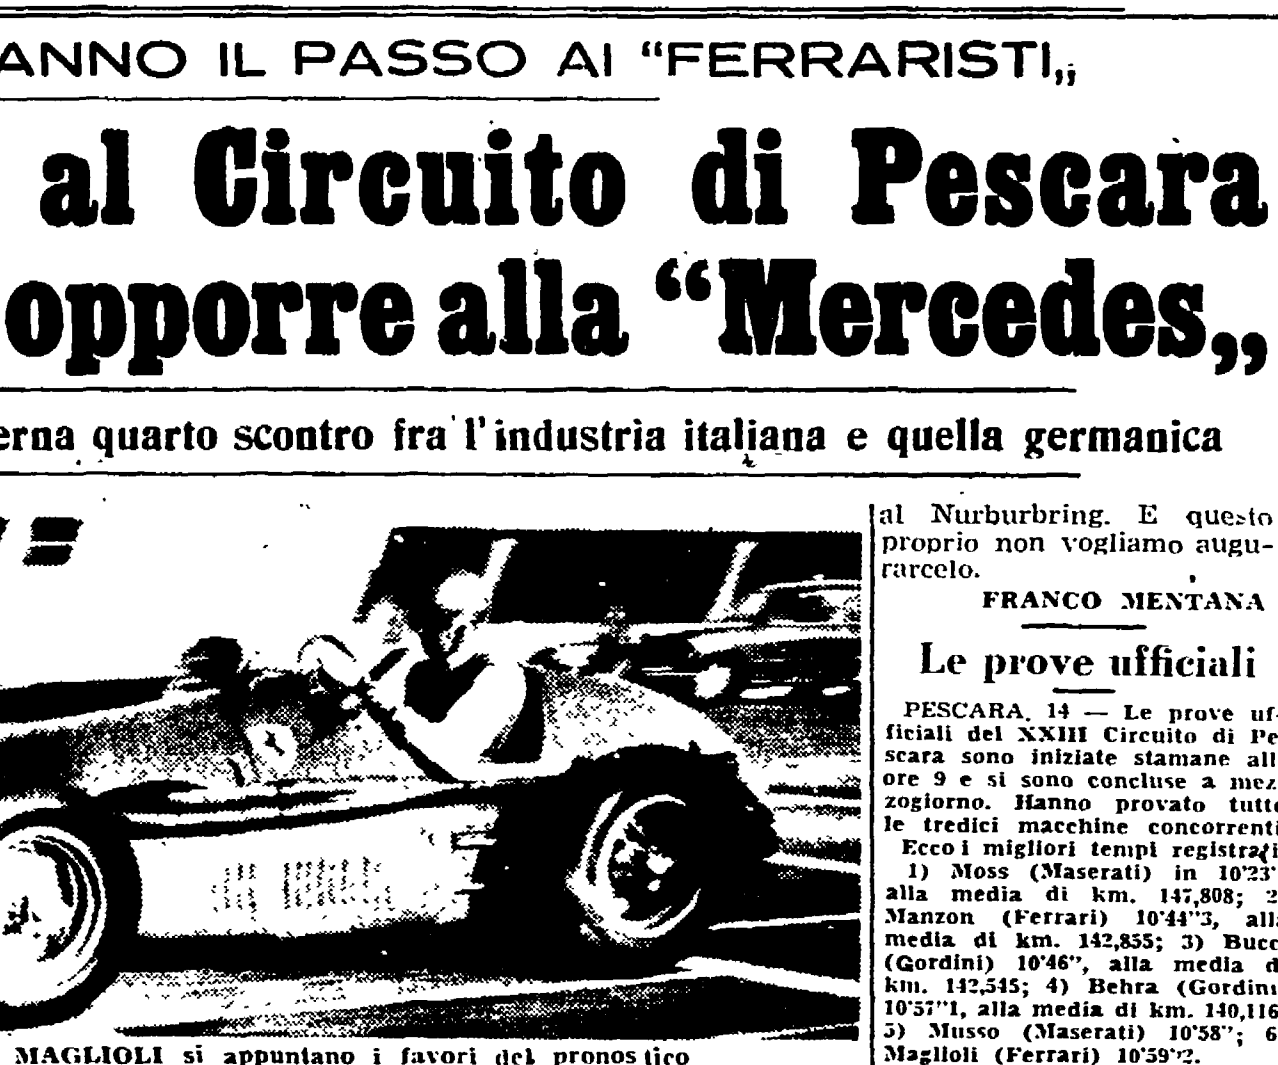 ANNO IL PASSO AI “FERRARISTI„
al Circuito di Pescara
opporre alla “Mercedes„
erna quarto scontro fra l'industria italiana e quella germanica
al Nurburbring. E questo
proprio non vogliamo augu-
rarcelo.
FRANCO MENTANA
Le prove ufficiali
PESCARA, 14 — Le prove uf-
ficiali del XXIII Circuito di Pe
scara sono iniziate stamane all
ore 9 e si sono concluse a mez
zogiorno. Hanno provato tutte
le tredici macchine concorrenti
Ecco i migliori tempi registrati
1) Moss (Maserati) in 10'23"
alla media di km. 147,808; 2
Manzon (Ferrari) 10'44"3, all
media di km. 142,855; 3) Bucc
(Gordini) 10'46", alla media d
km. 142,545; 4) Behra (Gordini
10'57"1, alla media di km. 140,116
5) Musso (Maserati) 10'58"; 6
Maglioli (Ferrari) 10'59"2.
MAGLIOLI si appuntano i favori del pronostico